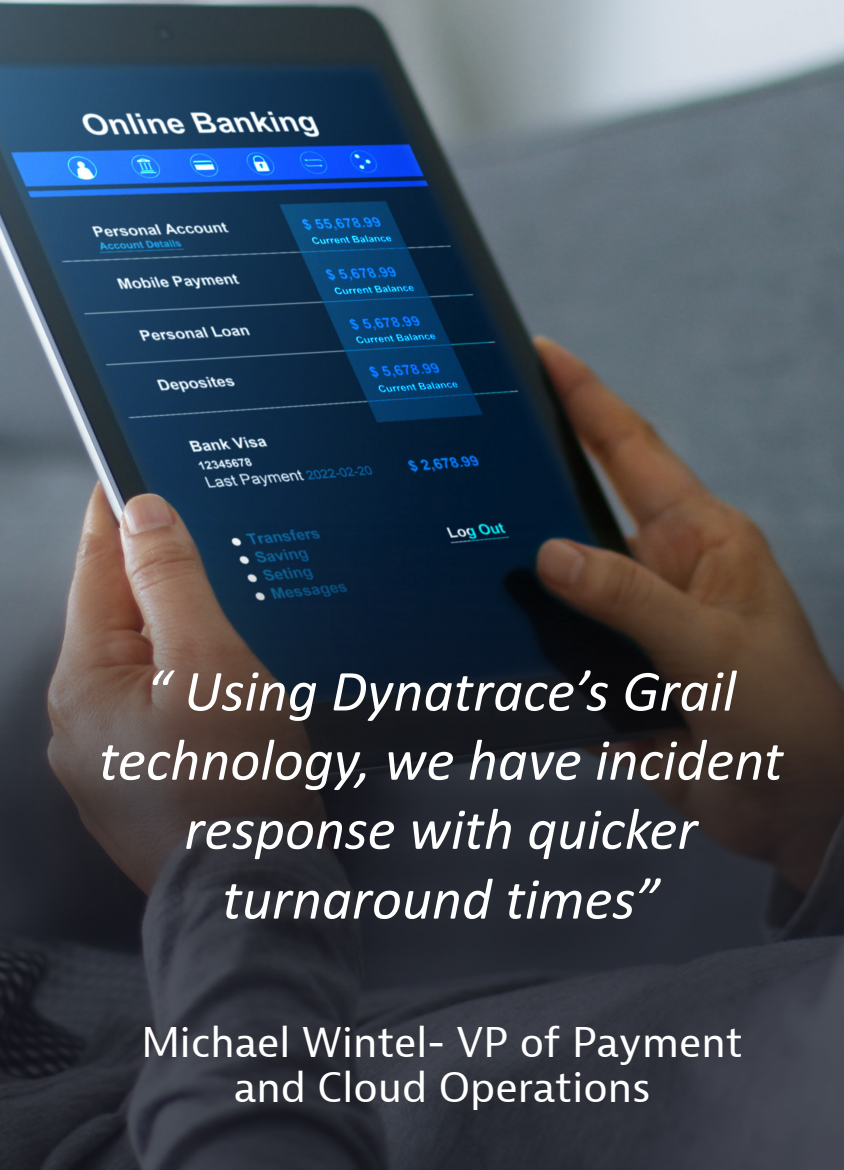 Online Banking
Personal Account
Account Details
$ 55,678.99
Current Balance
Mobile Payment
$ 5,678.99
Current Balance
Personal Loan
$ 5,678.99
Current Balance
Deposites
$ 5,678.99
Current Balance
Bank Visa
12345678
Last Payment 2022-02-20
$ 2,678.99
Transfers
Saving
Seting
Messages
Log Out
“ Using Dynatrace’s Grail
technology, we have incident
response with quicker
turnaround times”
Michael Wintel- VP of Payment
and Cloud Operations